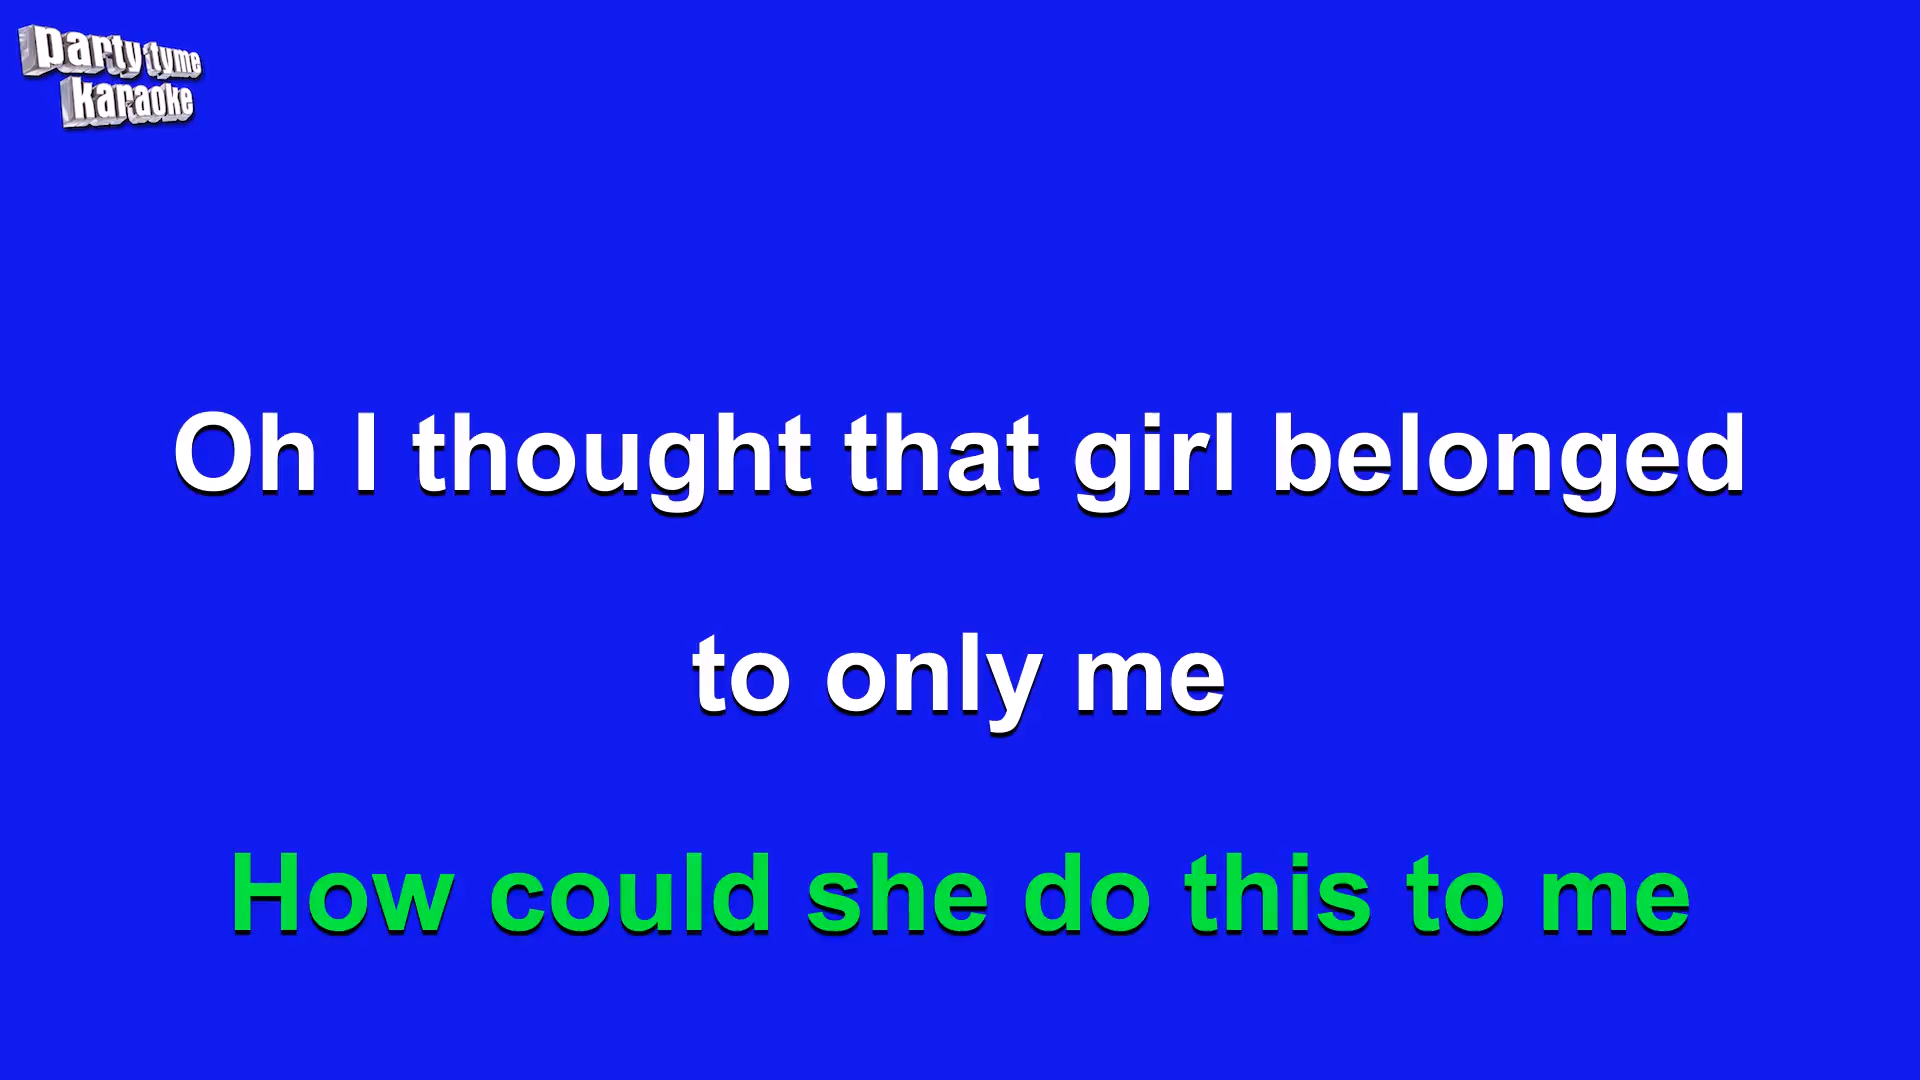 party tyme
karaoke
Oh I thought that girl belonged
to only me
How could she do this to me